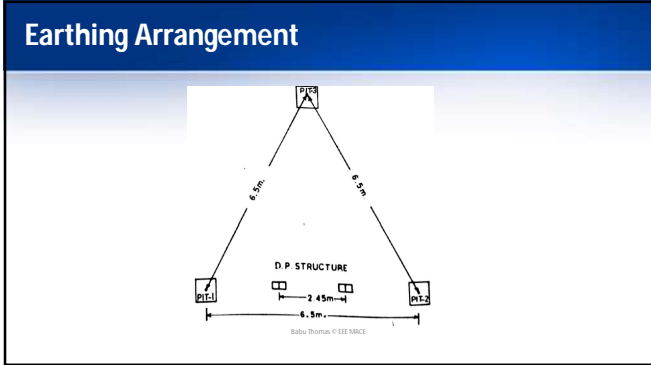 Earthing Arrangement
PIT-3
6.5m.
6.5m.
D.P. STRUCTURE
PIT-1
PIT-2
2.45m
6.5m.
Babu Thomas © EEE MACE